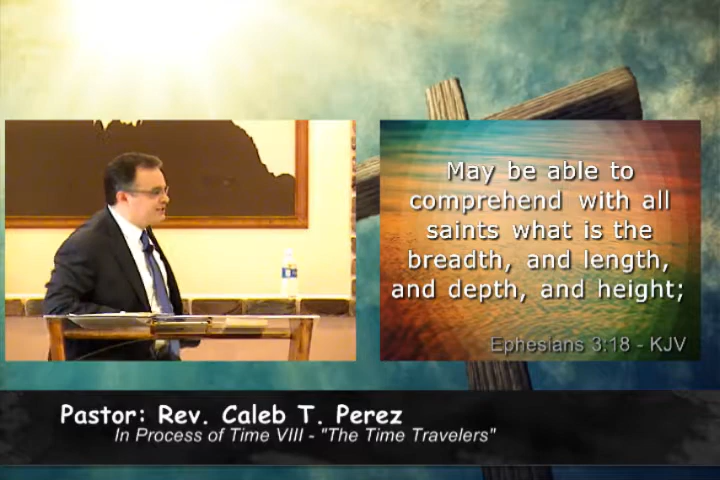 May be able to
comprehend with all
saints what is the
breadth, and length,
and depth, and height;
Ephesians 3:18 - KJV
Pastor: Rev. Caleb T. Perez
In Process of Time VIII - "The Time Travelers"